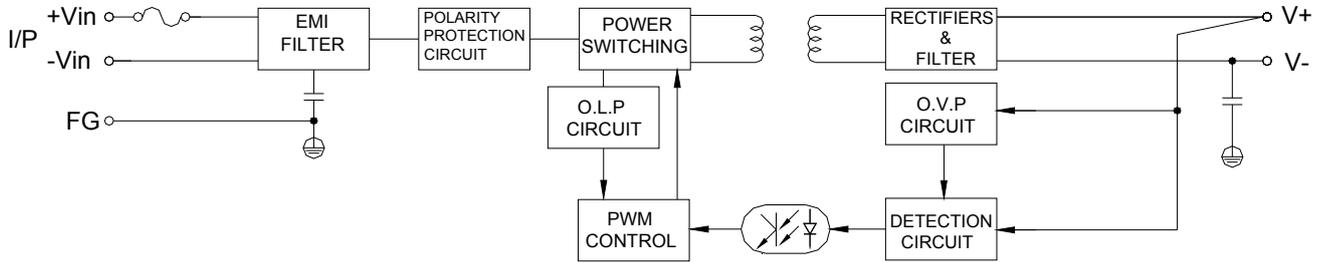 +Vin
I/P
-Vin
FG
EMI
FILTER
POLARITY
PROTECTION
CIRCUIT
POWER
SWITCHING
RECTIFIERS
&
FILTER
V+
V-
O.L.P
CIRCUIT
O.V.P
CIRCUIT
PWM
CONTROL
DETECTION
CIRCUIT